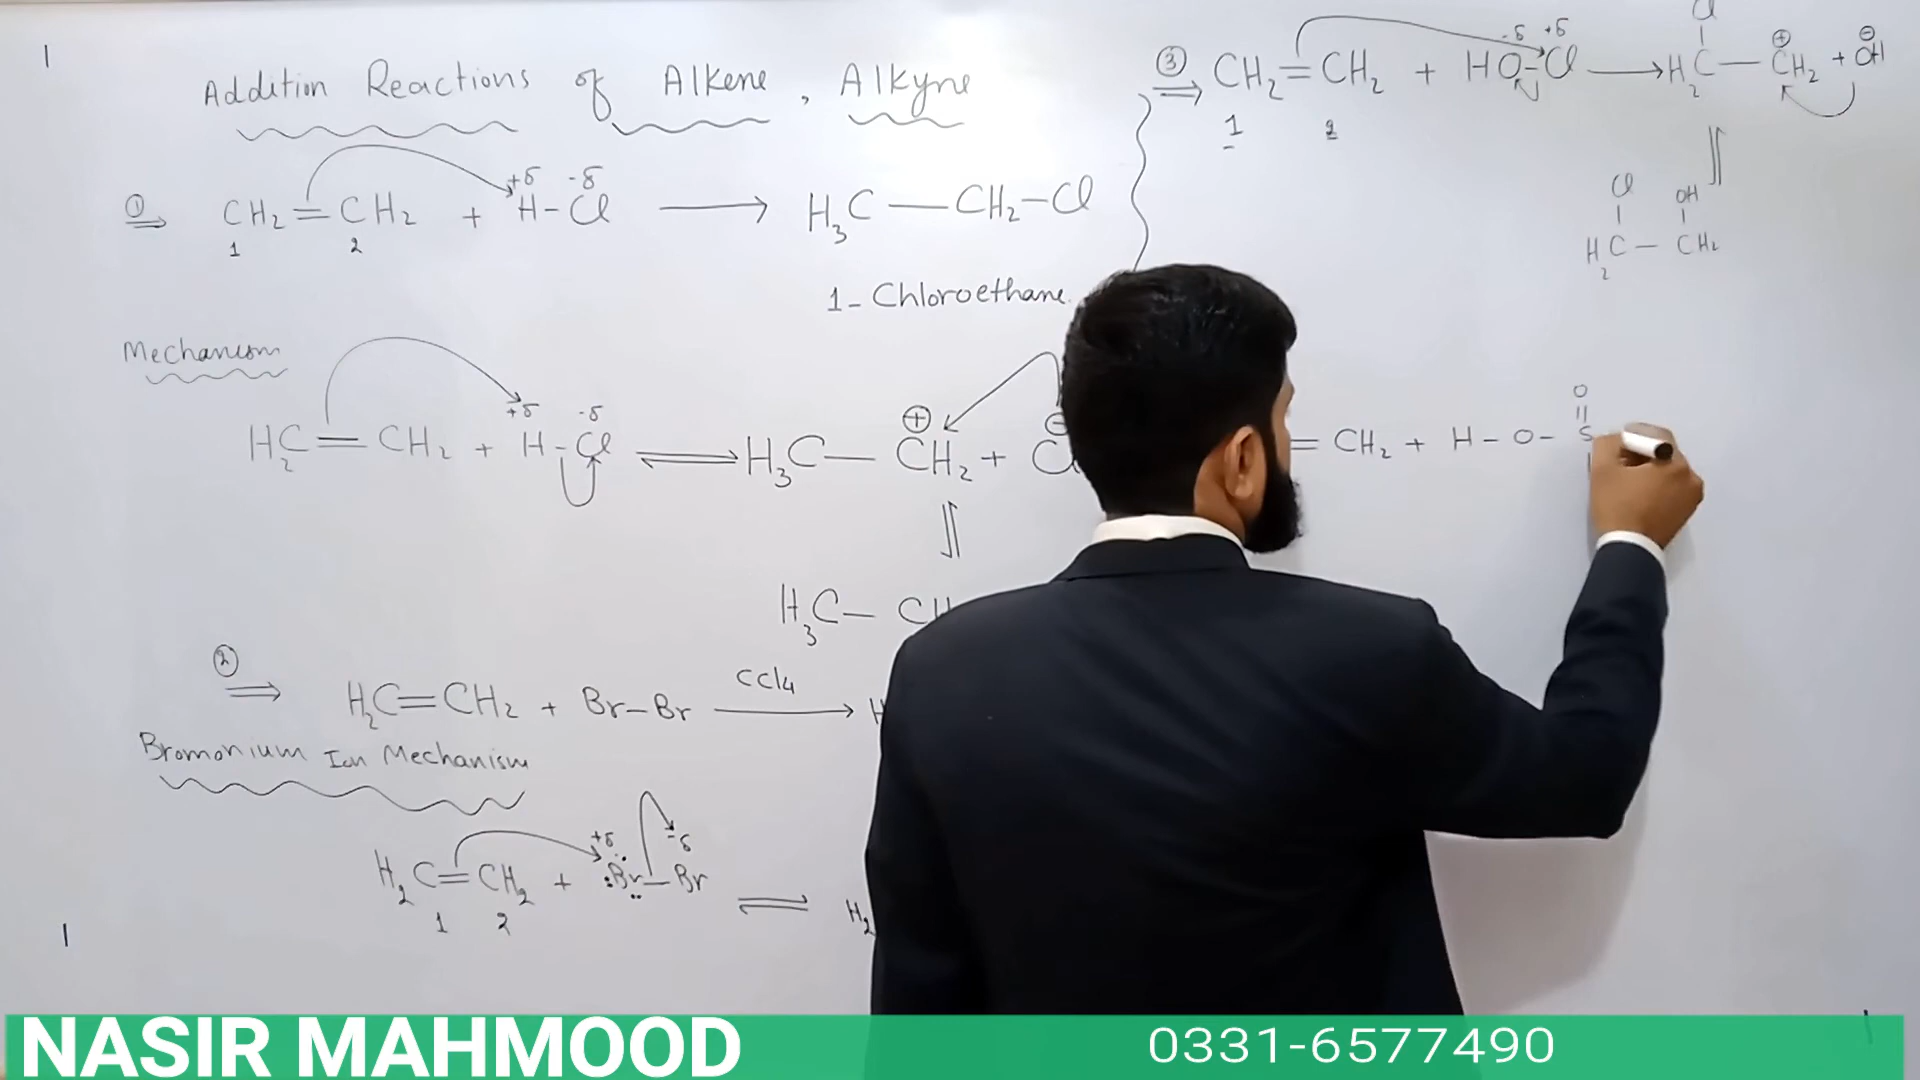 Addition Reactions of Alkene, Alkyne
① ⇒ CH₂=CH₂ + H-Cl → H₃C—CH₂-Cl
+δ -δ
1 2
1-Chloroethane.
Mechanism
+δ -δ
H₂C=CH₂ + H-Cl ⇌ H₃C—CH₂ + Cl
⊕ ⊖
⇌
H₃C—CH
② ⇒ H₂C=CH₂ + Br-Br → H
CCl₄
Bromonium Ion Mechanism
+δ -δ
H₂C=CH₂ + :Br—Br ⇌ H₂
1 2
③ ⇒ CH₂=CH₂ + HO-Cl → H₂C—CH₂ + OH
-δ +δ Cl ⊕ ⊖
1 2
Cl OH
H₂C—CH₂
=CH₂ + H-O-S
O
NASIR MAHMOOD
0331-6577490